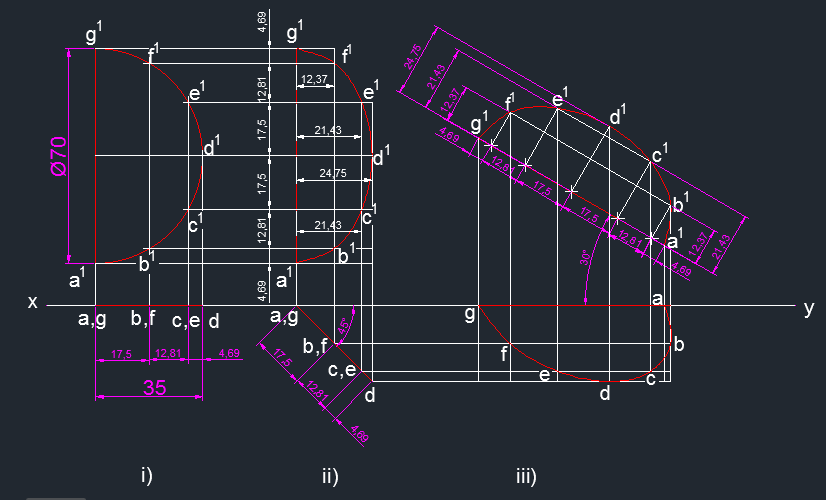 g¹
f¹
e¹
d¹
c¹
b¹
a¹
Ø70
4,69
12,81
17,5
17,5
12,81
4,69
g¹
f¹
12,37
e¹
21,43
d¹
24,75
c¹
21,43
b¹
a¹
24,75
21,43
12,37
g¹
f¹
e¹
d¹
c¹
b¹
a¹
4,69
12,81
17,5
17,5
12,81
4,69
12,37
21,43
30°
x
y
a,g
b,f
c,e
d
17,5
12,81
4,69
35
a,g
45°
b,f
c,e
d
17,5
12,81
4,69
g
f
e
d
c
b
a
i)
ii)
iii)